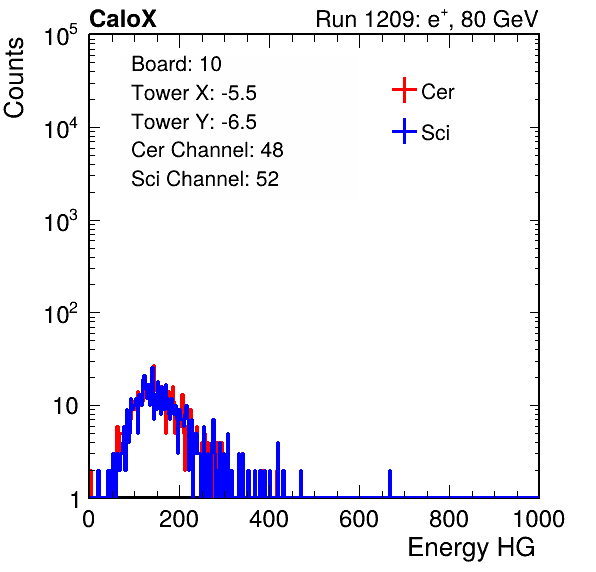 CaloX Run 1209: e⁺, 80 GeV
Counts
Board: 10
Tower X: -5.5
Tower Y: -6.5
Cer Channel: 48
Sci Channel: 52
Cer
Sci
10⁵
10⁴
10³
10²
10
1
0 200 400 600 800 1000
Energy HG